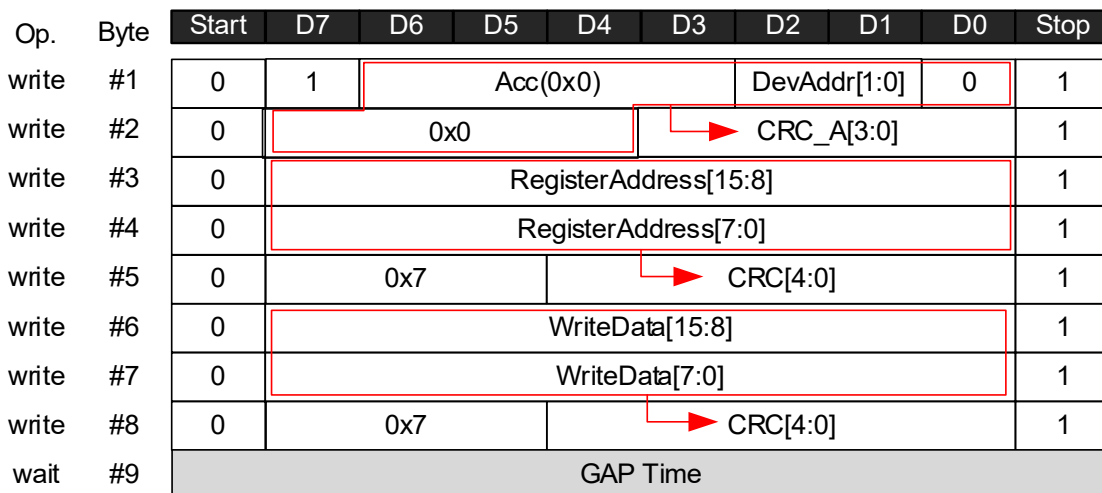 Op. Byte Start D7 D6 D5 D4 D3 D2 D1 D0 Stop
write #1 0 1 Acc(0x0) DevAddr[1:0] 0 1
write #2 0 0x0 CRC_A[3:0] 1
write #3 0 RegisterAddress[15:8] 1
write #4 0 RegisterAddress[7:0] 1
write #5 0 0x7 CRC[4:0] 1
write #6 0 WriteData[15:8] 1
write #7 0 WriteData[7:0] 1
write #8 0 0x7 CRC[4:0] 1
wait #9 GAP Time